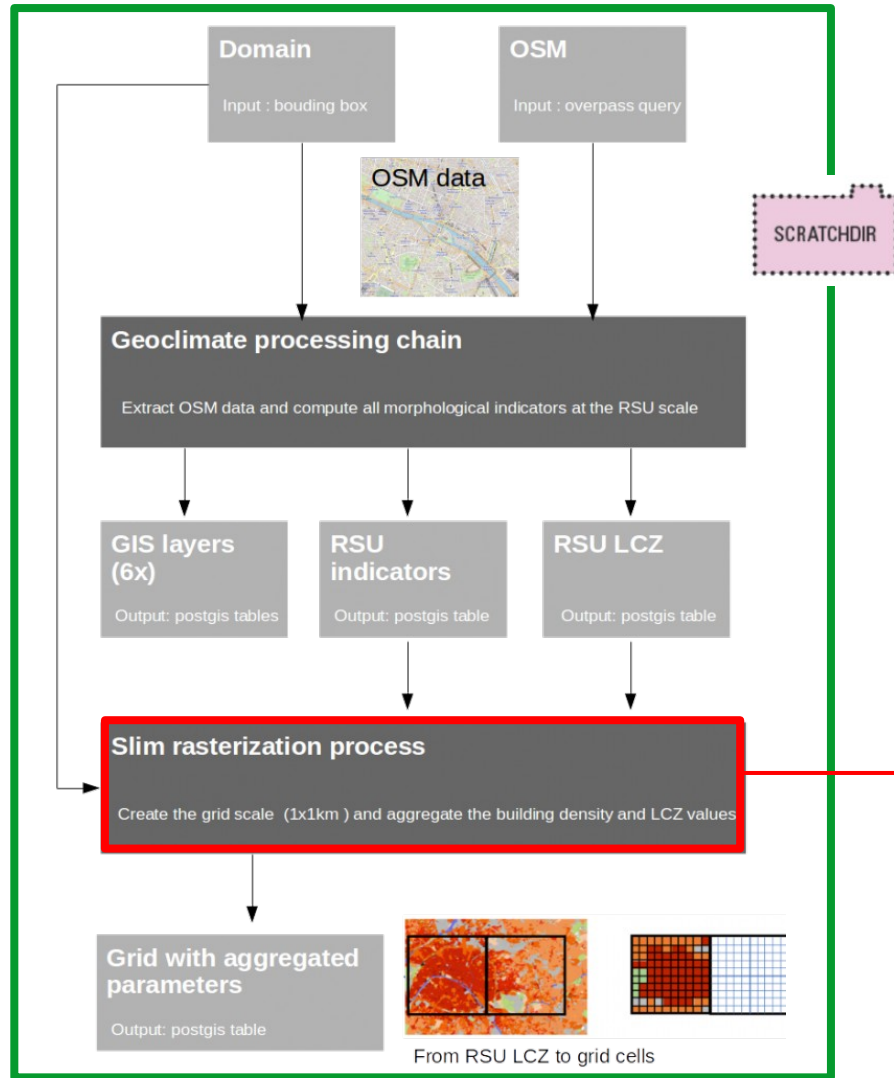 Domain
Input : bouding box
OSM
Input : overpass query
OSM data
SCRATCHDIR
Geoclimate processing chain
Extract OSM data and compute all morphological indicators at the RSU scale
GIS layers
(6x)
Output: postgis tables
RSU
indicators
Output: postgis table
RSU LCZ
Output: postgis table
Slim rasterization process
Create the grid scale (1x1km ) and aggregate the building density and LCZ values
Grid with aggregated
parameters
Output: postgis table
From RSU LCZ to grid cells